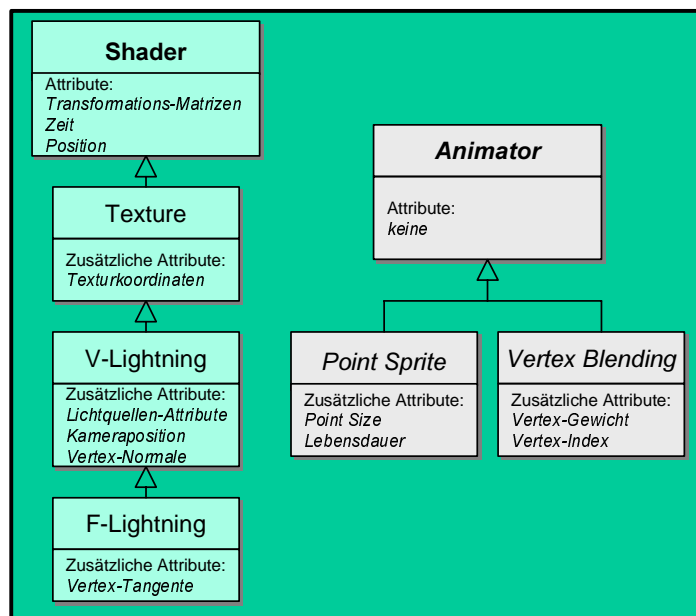 Shader
Attribute:
Transformations-Matrizen
Zeit
Position
Texture
Zusätzliche Attribute:
Texturkoordinaten
V-Lightning
Zusätzliche Attribute:
Lichtquellen-Attribute
Kameraposition
Vertex-Normale
F-Lightning
Zusätzliche Attribute:
Vertex-Tangente
Animator
Attribute:
keine
Point Sprite
Zusätzliche Attribute:
Point Size
Lebensdauer
Vertex Blending
Zusätzliche Attribute:
Vertex-Gewicht
Vertex-Index